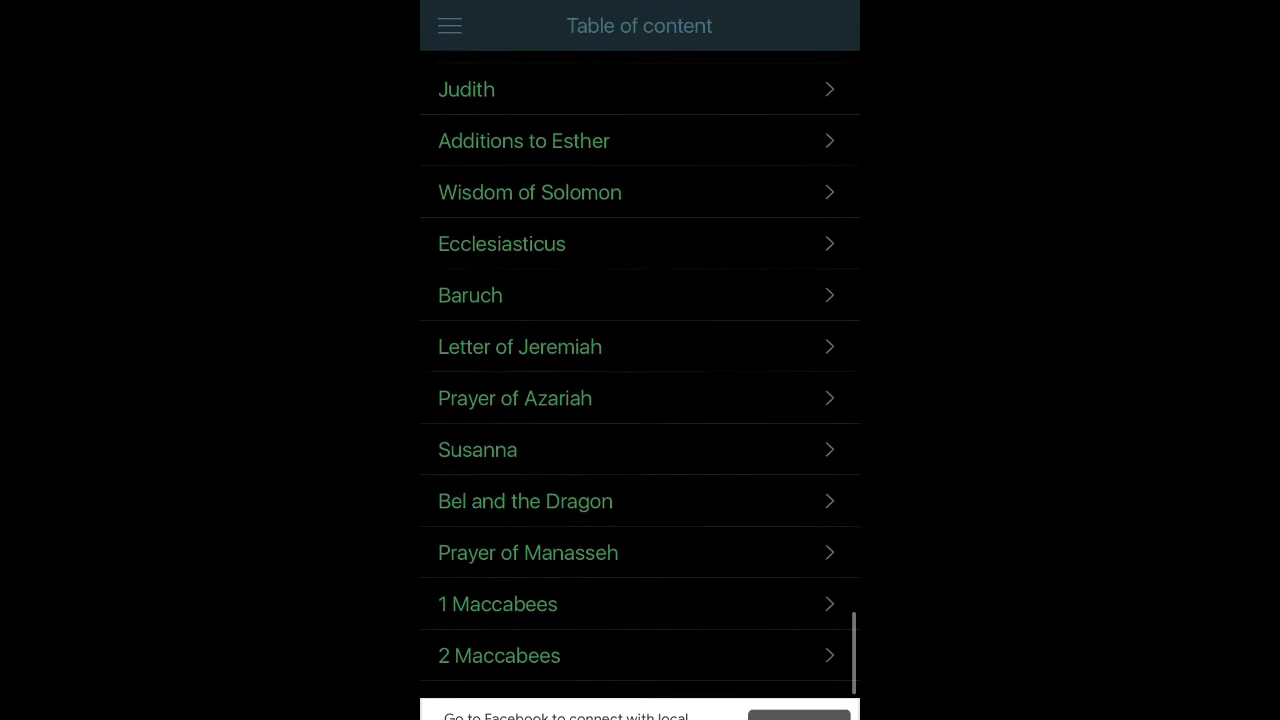 Table of content
Judith
Additions to Esther
Wisdom of Solomon
Ecclesiasticus
Baruch
Letter of Jeremiah
Prayer of Azariah
Susanna
Bel and the Dragon
Prayer of Manasseh
1 Maccabees
2 Maccabees
Go to Facebook to connect with local